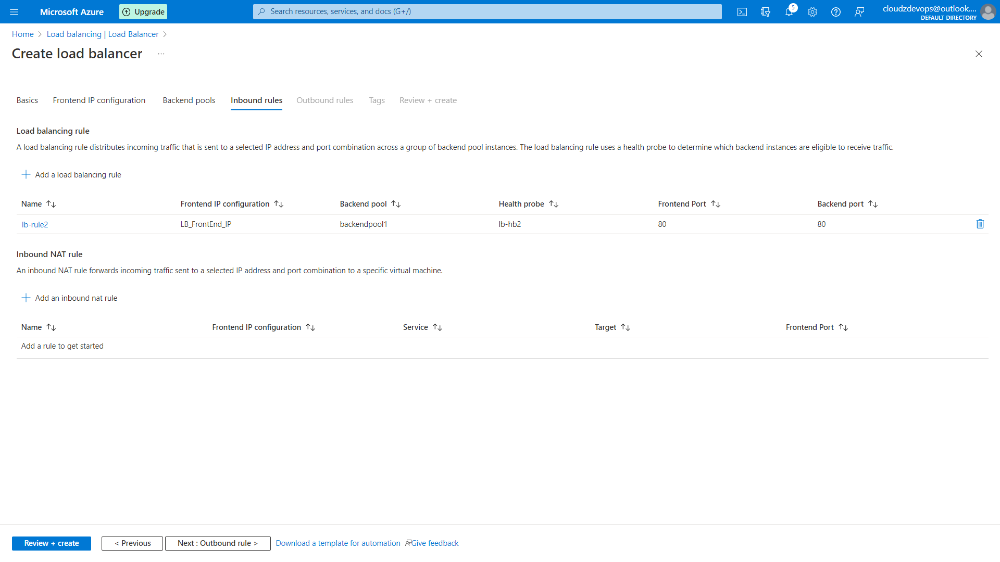 Microsoft Azure
Upgrade
Search resources, services, and docs (G+/)
5
cloudzdevops@outlook....
DEFAULT DIRECTORY
Home > Load balancing | Load Balancer >
Create load balancer ...
Basics Frontend IP configuration Backend pools Inbound rules Outbound rules Tags Review + create
Load balancing rule
A load balancing rule distributes incoming traffic that is sent to a selected IP address and port combination across a group of backend pool instances. The load balancing rule uses a health probe to determine which backend instances are eligible to receive traffic.
+ Add a load balancing rule
Name ↑↓ Frontend IP configuration ↑↓ Backend pool ↑↓ Health probe ↑↓ Frontend Port ↑↓ Backend port ↑↓
lb-rule2 LB_FrontEnd_IP backendpool1 lb-hb2 80 80
Inbound NAT rule
An inbound NAT rule forwards incoming traffic sent to a selected IP address and port combination to a specific virtual machine.
+ Add an inbound nat rule
Name ↑↓ Frontend IP configuration ↑↓ Service ↑↓ Target ↑↓ Frontend Port ↑↓
Add a rule to get started
Review + create < Previous Next : Outbound rule > Download a template for automation Give feedback